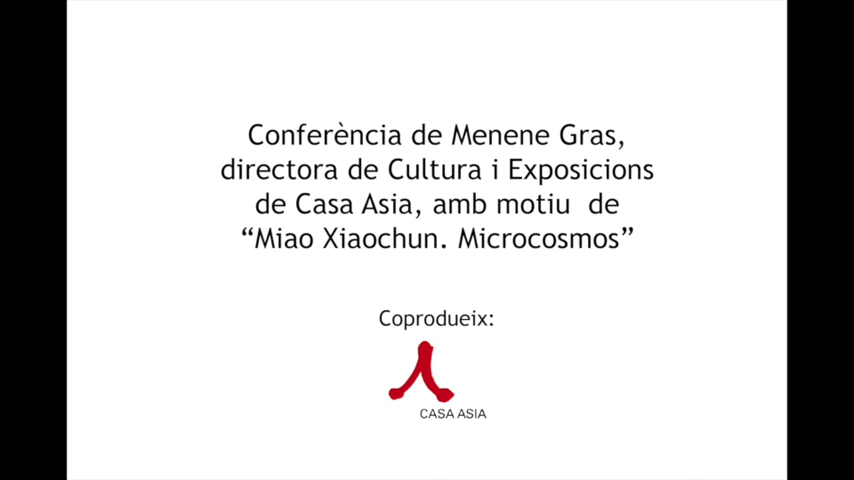 Conferència de Menene Gras,
directora de Cultura i Exposicions
de Casa Asia, amb motiu de
“Miao Xiaochun. Microcosmos”
Coprodueix:
CASA ASIA